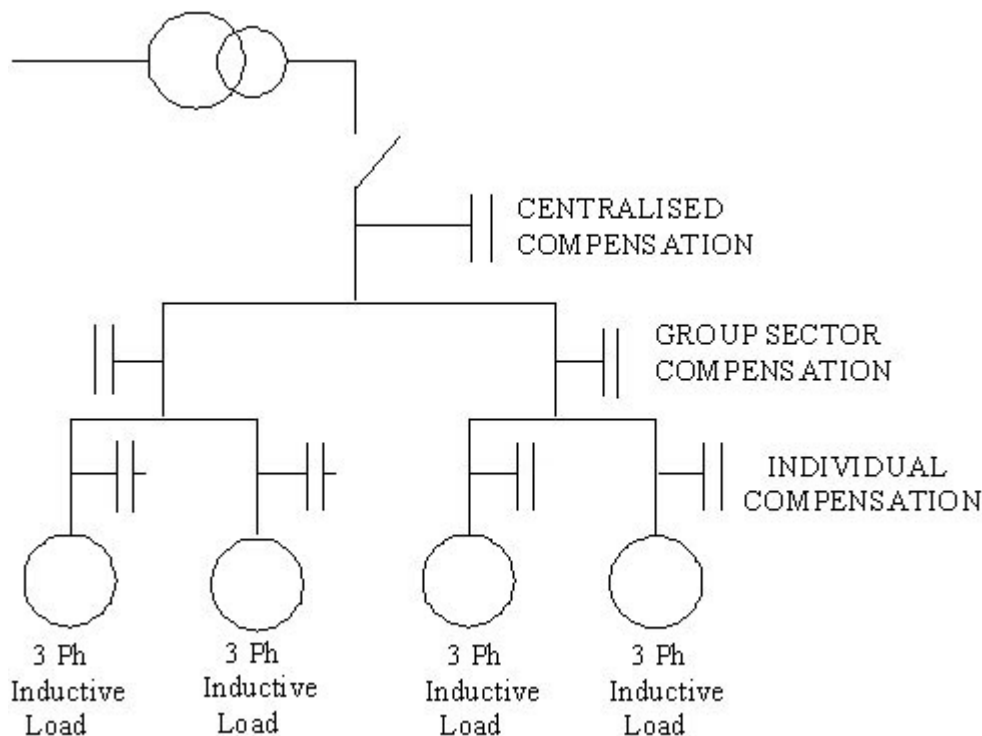 CENTRALISED
COMPENSATION
GROUP SECTOR
COMPENSATION
INDIVIDUAL
COMPENSATION
3 Ph
Inductive
Load
3 Ph
Inductive
Load
3 Ph
Inductive
Load
3 Ph
Inductive
Load